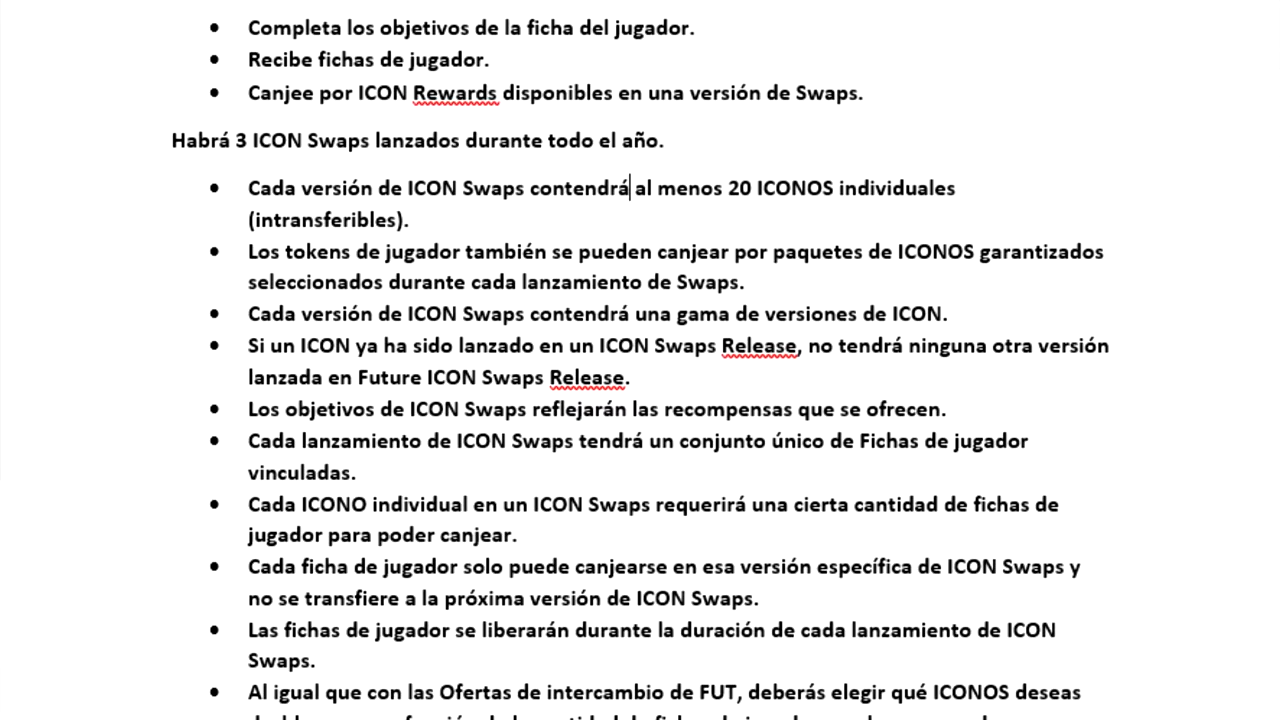 • Completa los objetivos de la ficha del jugador.
• Recibe fichas de jugador.
• Canjee por ICON Rewards disponibles en una versión de Swaps.
Habrá 3 ICON Swaps lanzados durante todo el año.
• Cada versión de ICON Swaps contendrá al menos 20 ICONOS individuales
(intransferibles).
• Los tokens de jugador también se pueden canjear por paquetes de ICONOS garantizados
seleccionados durante cada lanzamiento de Swaps.
• Cada versión de ICON Swaps contendrá una gama de versiones de ICON.
• Si un ICON ya ha sido lanzado en un ICON Swaps Release, no tendrá ninguna otra versión
lanzada en Future ICON Swaps Release.
• Los objetivos de ICON Swaps reflejarán las recompensas que se ofrecen.
• Cada lanzamiento de ICON Swaps tendrá un conjunto único de Fichas de jugador
vinculadas.
• Cada ICONO individual en un ICON Swaps requerirá una cierta cantidad de fichas de
jugador para poder canjear.
• Cada ficha de jugador solo puede canjearse en esa versión específica de ICON Swaps y
no se transfiere a la próxima versión de ICON Swaps.
• Las fichas de jugador se liberarán durante la duración de cada lanzamiento de ICON
Swaps.
• Al igual que con las Ofertas de intercambio de FUT, deberás elegir qué ICONOS deseas